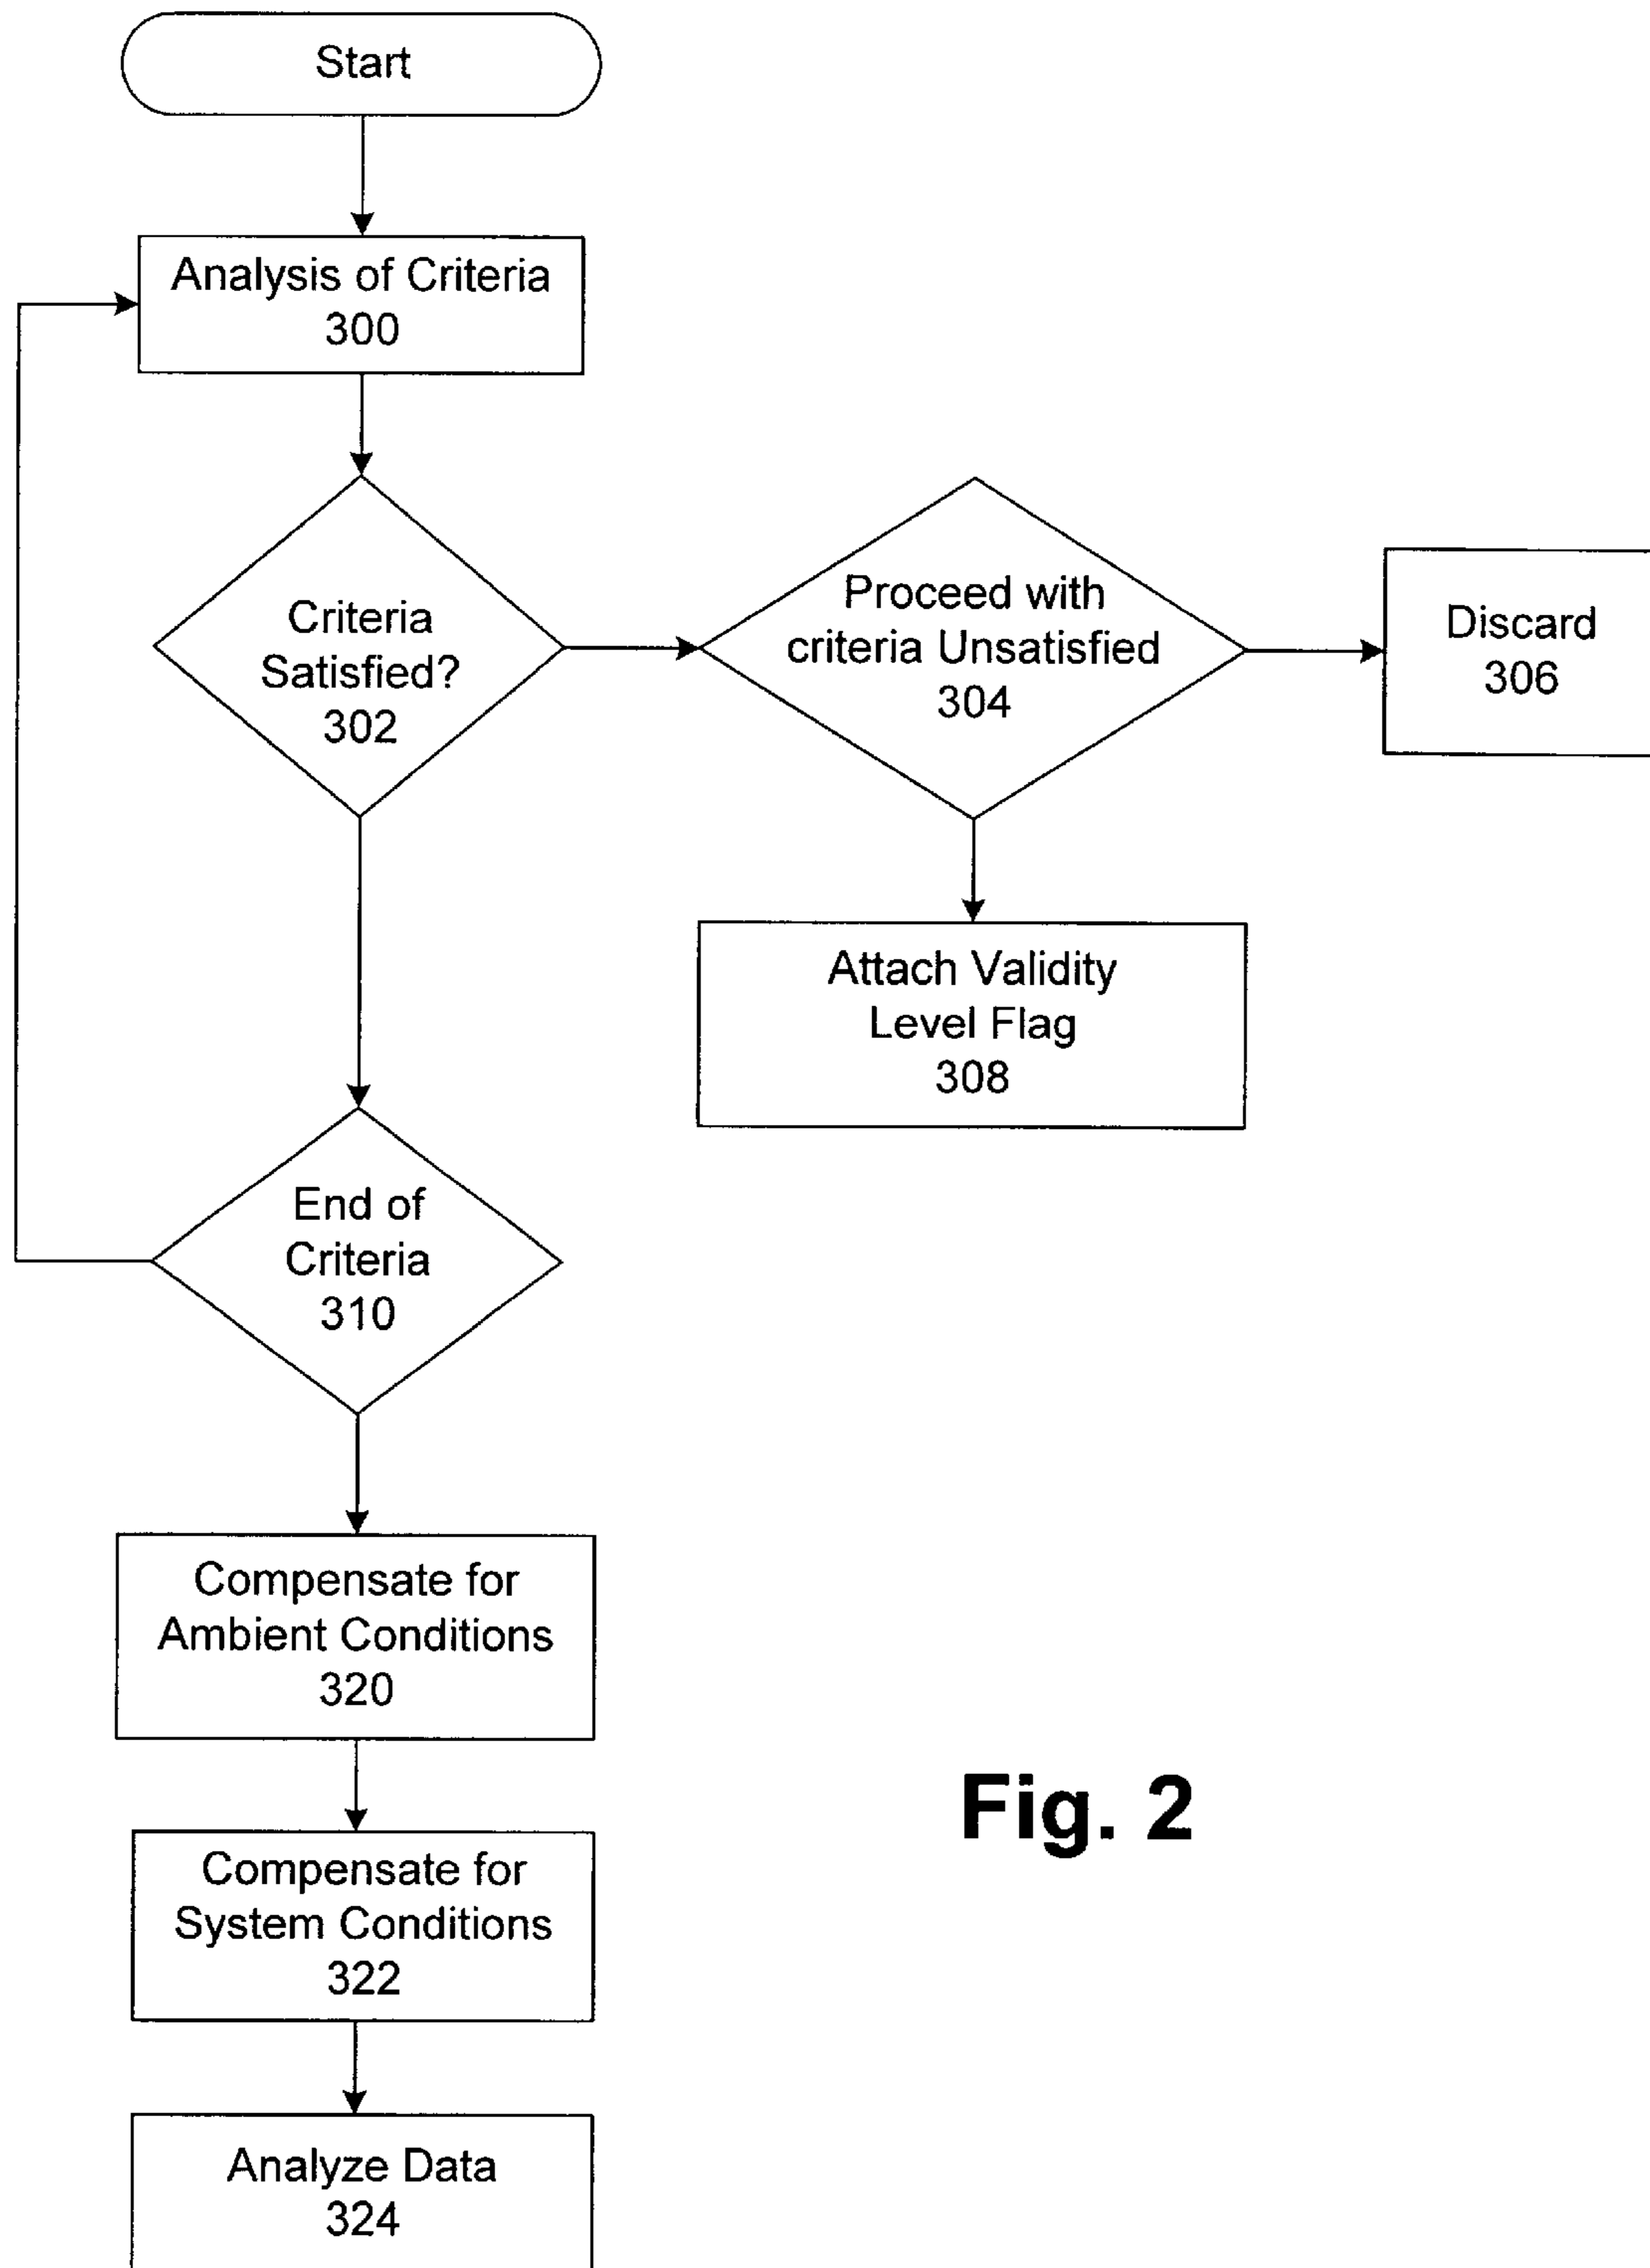 Start
Analysis of Criteria
300
Criteria
Satisfied?
302
Proceed with
criteria Unsatisfied
304
Discard
306
Attach Validity
Level Flag
308
End of
Criteria
310
Compensate for
Ambient Conditions
320
Compensate for
System Conditions
322
Analyze Data
324
Fig. 2